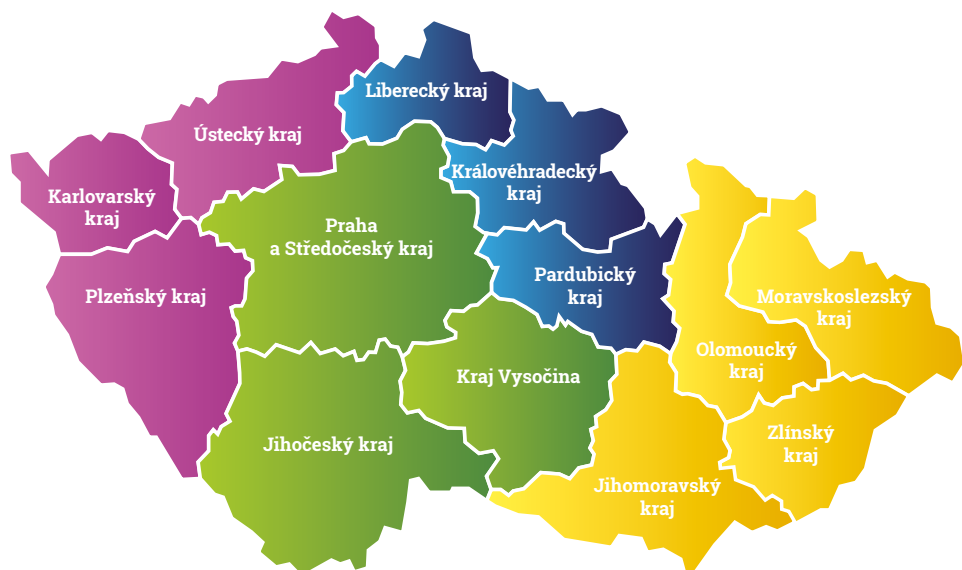 Liberecký kraj
Ústecký kraj
Karlovarský
kraj
Královéhradecký
kraj
Praha
a Středočeský kraj
Pardubický
kraj
Plzeňský kraj
Moravskoslezský
kraj
Olomoucký
kraj
Kraj Vysočina
Zlínský
kraj
Jihočeský kraj
Jihomoravský
kraj